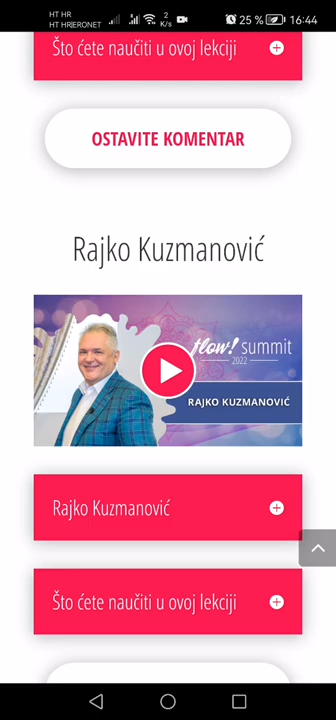 HT HR
HT HRIERONET
2
K/s
25 %
16:44
Što ćete naučiti u ovoj lekciji
OSTAVITE KOMENTAR
Rajko Kuzmanović
flow! summit
2022
RAJKO KUZMANOVIĆ
Rajko Kuzmanović
Što ćete naučiti u ovoj lekciji